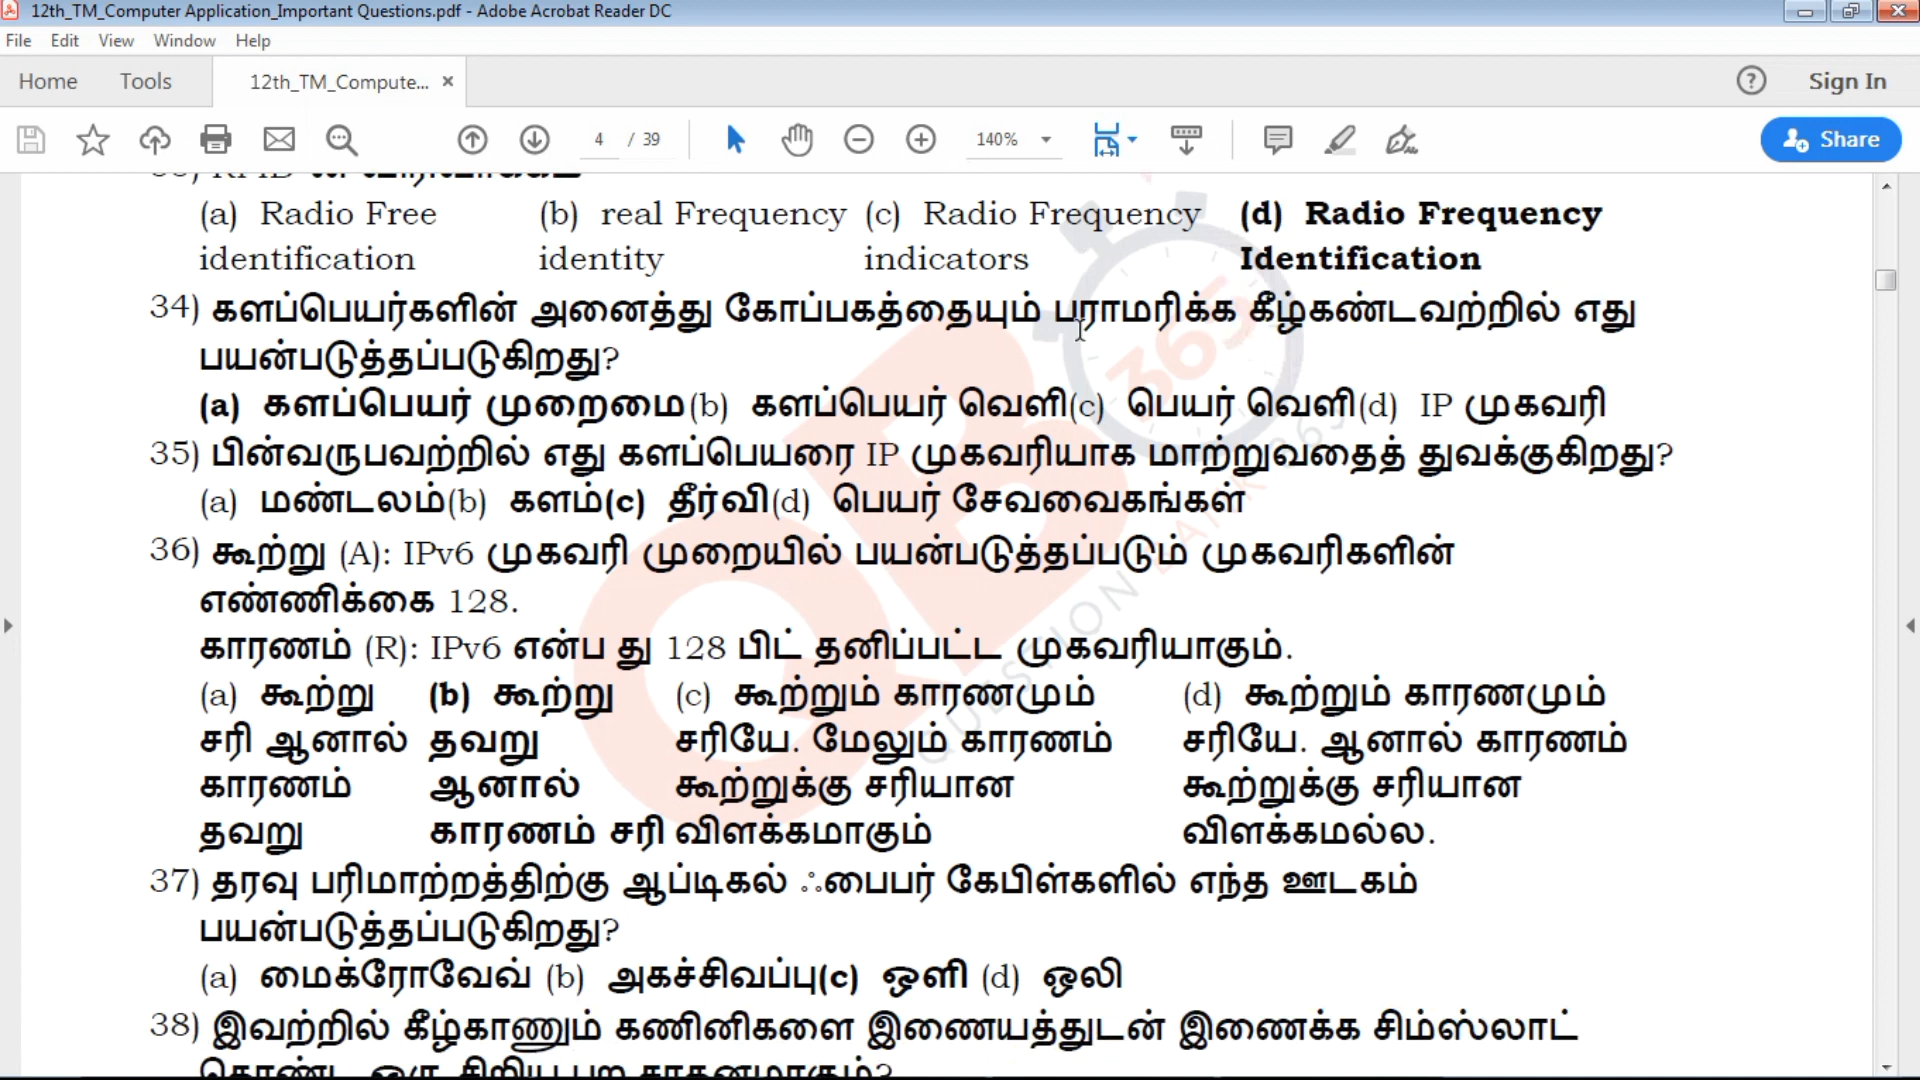 12th_TM_Computer Application_Important Questions.pdf - Adobe Acrobat Reader DC
File Edit View Window Help
Home Tools 12th_TM_Compute... × ? Sign In
4 / 39 140% Share
(a) Radio Free (b) real Frequency (c) Radio Frequency (d) Radio Frequency
identification identity indicators Identification
34) களப்பெயர்களின் அனைத்து கோப்பகத்தையும் பராமரிக்க கீழ்கண்டவற்றில் எது
பயன்படுத்தப்படுகிறது?
(a) களப்பெயர் முறைமை(b) களப்பெயர் வெளி(c) பெயர் வெளி(d) IP முகவரி
35) பின்வருபவற்றில் எது களப்பெயரை IP முகவரியாக மாற்றுவதைத் துவக்குகிறது?
(a) மண்டலம்(b) களம்(c) தீர்வி(d) பெயர் சேவவைகங்கள்
36) கூற்று (A): IPv6 முகவரி முறையில் பயன்படுத்தப்படும் முகவரிகளின்
எண்ணிக்கை 128.
காரணம் (R): IPv6 என்ப து 128 பிட் தனிப்பட்ட முகவரியாகும்.
(a) கூற்று (b) கூற்று (c) கூற்றும் காரணமும் (d) கூற்றும் காரணமும்
சரி ஆனால் தவறு சரியே. மேலும் காரணம் சரியே. ஆனால் காரணம்
காரணம் ஆனால் கூற்றுக்கு சரியான கூற்றுக்கு சரியான
தவறு காரணம் சரி விளக்கமாகும் விளக்கமல்ல.
37) தரவு பரிமாற்றத்திற்கு ஆப்டிகல் ஃபைபர் கேபிள்களில் எந்த ஊடகம்
பயன்படுத்தப்படுகிறது?
(a) மைக்ரோவேவ் (b) அகச்சிவப்பு(c) ஒளி (d) ஒலி
38) இவற்றில் கீழ்காணும் கணினிகளை இணையத்துடன் இணைக்க சிம்ஸ்லாட்